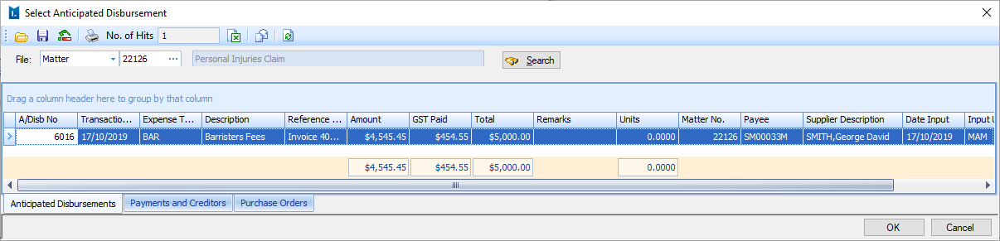 Select Anticipated Disbursement
No. of Hits 1
File: Matter 22126 ... Personal Injuries Claim Search
Drag a column header here to group by that column
A/Disb No Transactio... Expense T... Description Reference ... Amount GST Paid Total Remarks Units Matter No. Payee Supplier Description Date Input Input U
6016 17/10/2019 BAR Barristers Fees Invoice 40... $4,545.45 $454.55 $5,000.00 0.0000 22126 SM00033M SMITH,George David 17/10/2019 MAM
$4,545.45 $454.55 $5,000.00 0.0000
Anticipated Disbursements Payments and Creditors Purchase Orders
OK Cancel